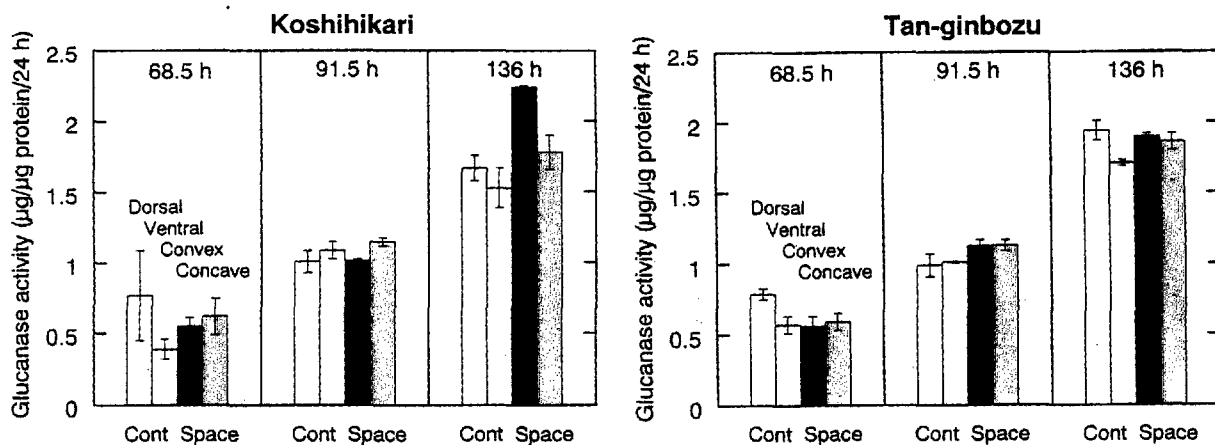 Koshihikari
Glucanase activity (µg/µg protein/24 h)
2.5
2
1.5
1
0.5
0
68.5 h
91.5 h
136 h
Dorsal
Ventral
Convex
Concave
Cont Space
Cont Space
Cont Space
Tan-ginbozu
Glucanase activity (µg/µg protein/24 h)
2.5
2
1.5
1
0.5
0
68.5 h
91.5 h
136 h
Dorsal
Ventral
Convex
Concave
Cont Space
Cont Space
Cont Space